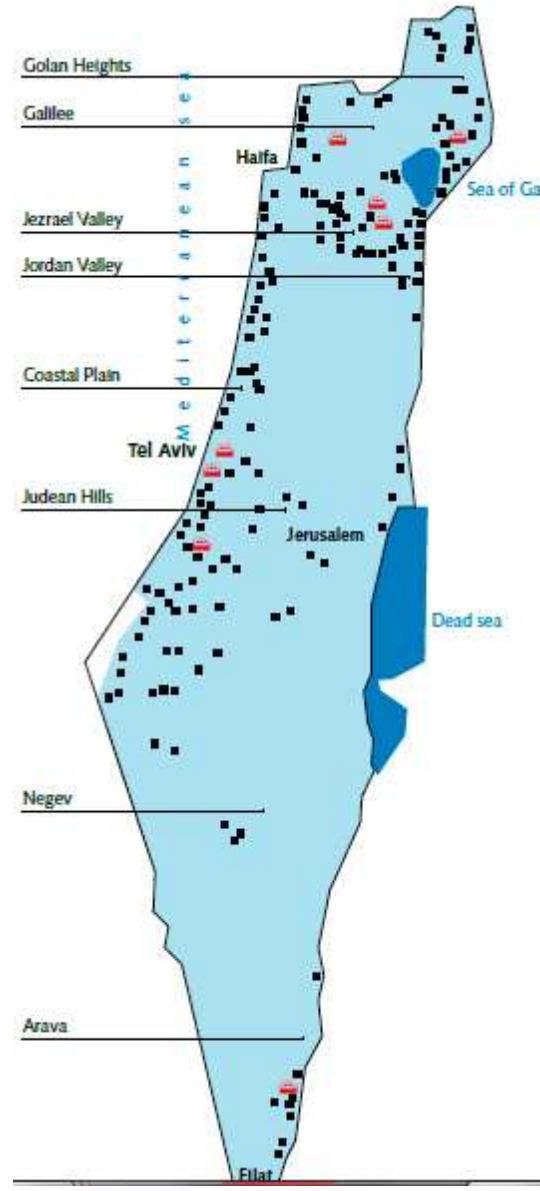 Golan Heights
Galilee
Mediterranean sea
Haifa
Sea of Ga
Jezrael Valley
Jordan Valley
Coastal Plain
Tel Aviv
Judean Hills
Jerusalem
Dead sea
Negev
Arava
Eilat